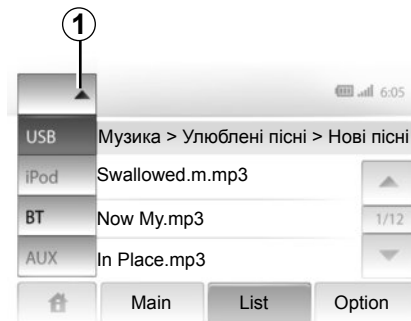 1
6:05
USB
Музика > Улюблені пісні > Нові пісні
iPod
Swallowed.m.mp3
BT
Now My.mp3
1/12
AUX
In Place.mp3
Main
List
Option